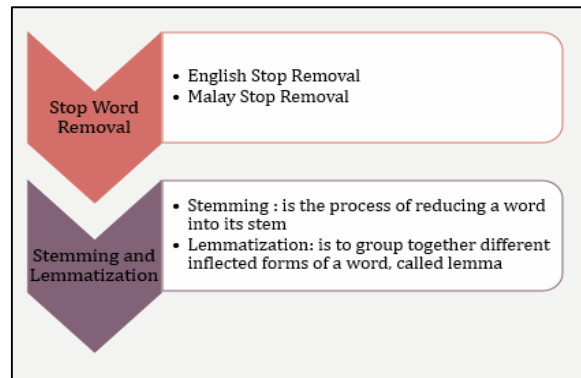 Stop Word
Removal
• English Stop Removal
• Malay Stop Removal
Stemming and
Lemmatization
• Stemming : is the process of reducing a word
into its stem
• Lemmatization: is to group together different
inflected forms of a word, called lemma